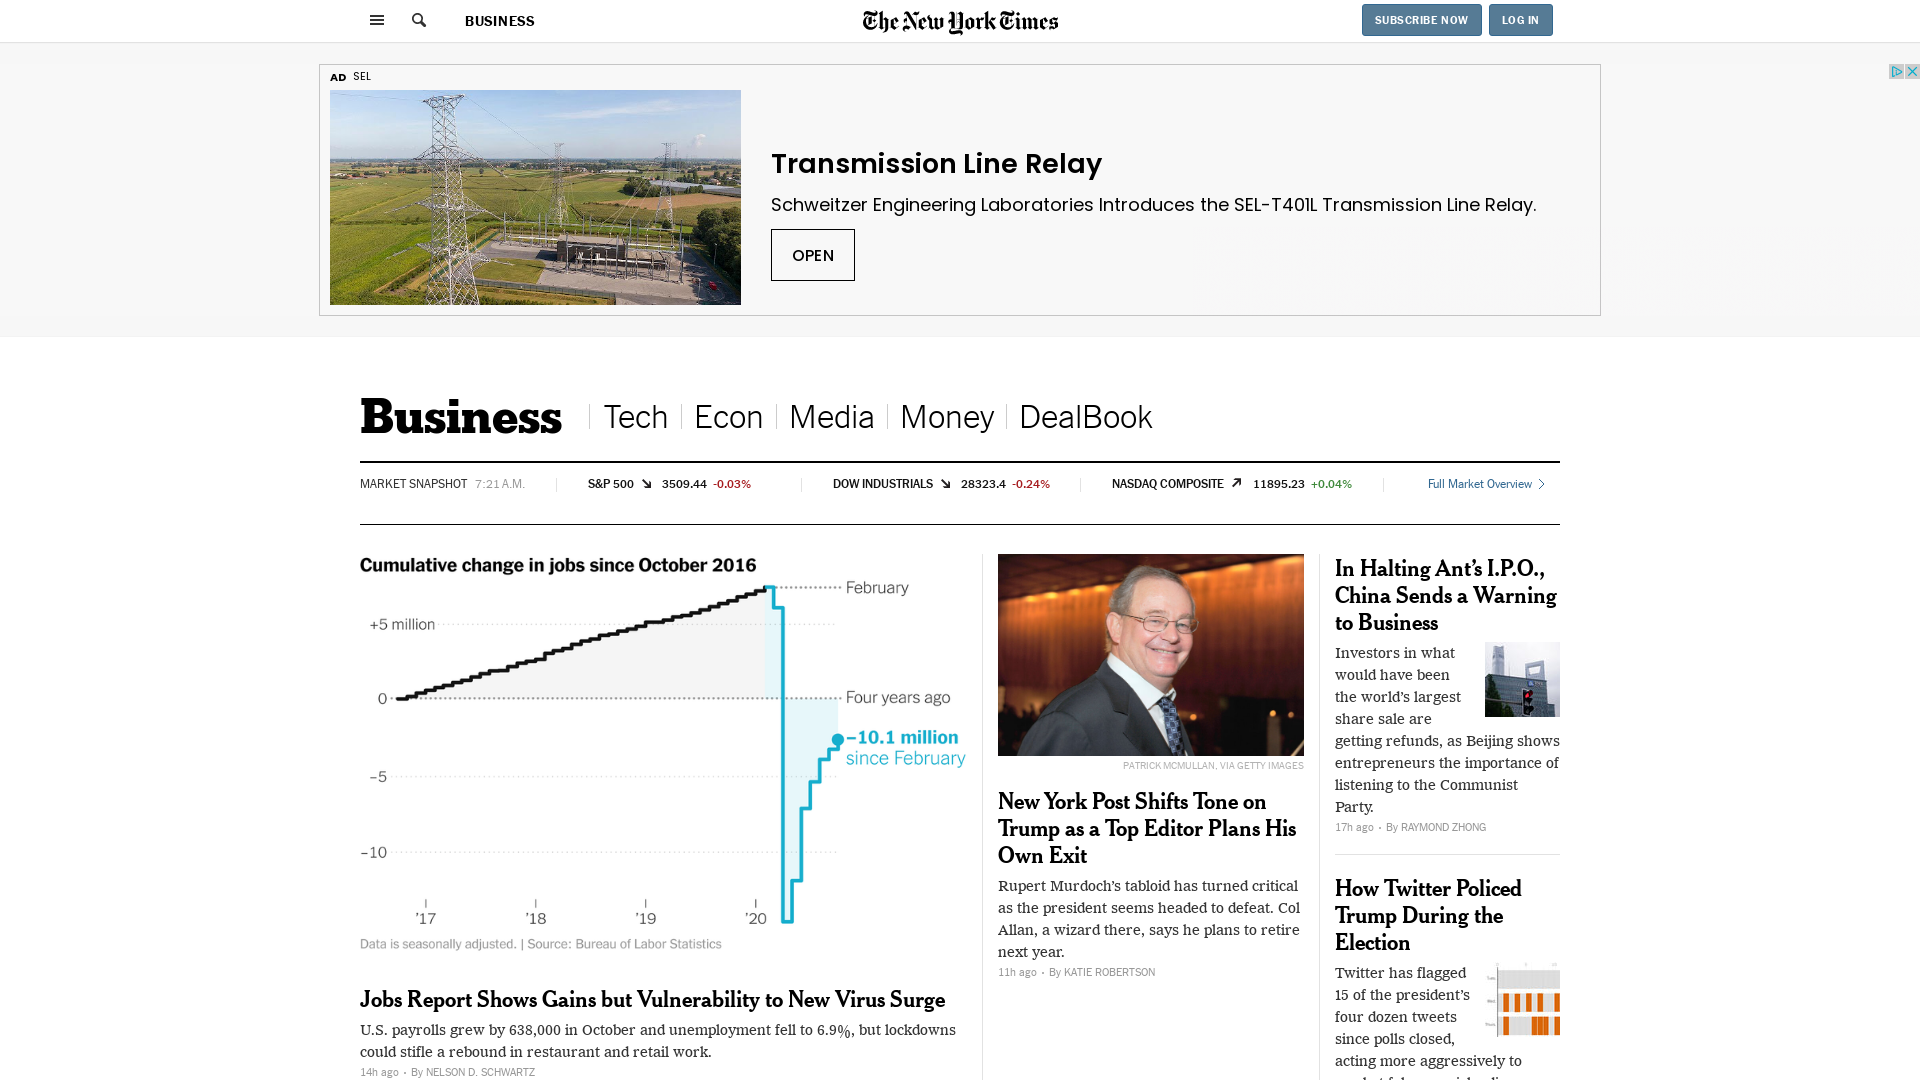 BUSINESS
The New York Times
SUBSCRIBE NOW
LOG IN
AD SEL
Transmission Line Relay
Schweitzer Engineering Laboratories Introduces the SEL-T401L Transmission Line Relay.
OPEN
Business
Tech
Econ
Media
Money
DealBook
MARKET SNAPSHOT 7:21 A.M.
S&P 500 3509.44 -0.03%
DOW INDUSTRIALS 28323.4 -0.24%
NASDAQ COMPOSITE 11895.23 +0.04%
Full Market Overview
Cumulative change in jobs since October 2016
February
+5 million
0
Four years ago
–10.1 million
since February
–5
–10
’17 ’18 ’19 ’20
Data is seasonally adjusted. | Source: Bureau of Labor Statistics
Jobs Report Shows Gains but Vulnerability to New Virus Surge
U.S. payrolls grew by 638,000 in October and unemployment fell to 6.9%, but lockdowns
could stifle a rebound in restaurant and retail work.
14h ago • By NELSON D. SCHWARTZ
PATRICK MCMULLAN, VIA GETTY IMAGES
New York Post Shifts Tone on
Trump as a Top Editor Plans His
Own Exit
Rupert Murdoch’s tabloid has turned critical
as the president seems headed to defeat. Col
Allan, a wizard there, says he plans to retire
next year.
11h ago • By KATIE ROBERTSON
In Halting Ant’s I.P.O.,
China Sends a Warning
to Business
Investors in what
would have been
the world’s largest
share sale are
getting refunds, as Beijing shows
entrepreneurs the importance of
listening to the Communist
Party.
17h ago • By RAYMOND ZHONG
How Twitter Policed
Trump During the
Election
Twitter has flagged
15 of the president’s
four dozen tweets
since polls closed,
acting more aggressively to